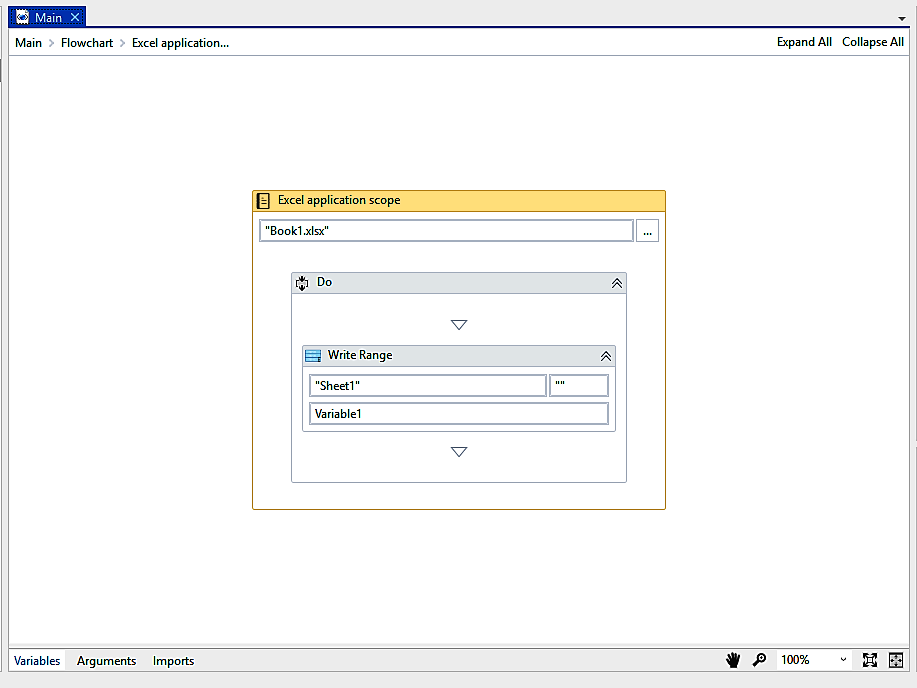 Main
Main > Flowchart > Excel application... Expand All Collapse All
Excel application scope
"Book1.xlsx" ...
Do
Write Range
"Sheet1" ""
Variable1
Variables Arguments Imports 100%